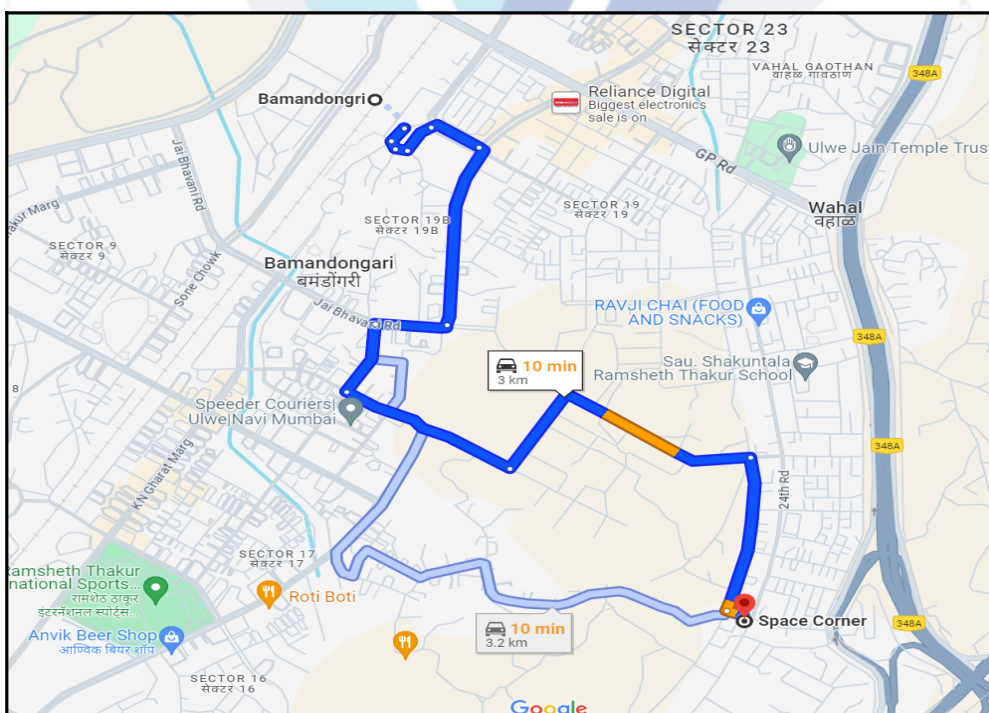 SECTOR 23
सेक्टर 23
VAHAL GAOTHAN
वाहळ गावठाण
348A
Bamandongri
Reliance Digital
Biggest electronics
sale is on
Ulwe Jain Temple Trust
GP Rd
Jai Bhavani Rd
akur Marg
SECTOR 19
सेक्टर 19
Wahal
वहाळ
SECTOR 19B
सेक्टर 19B
SECTOR 9
सेक्टर 9
Sone Chowk
Bamandongari
बमंडोंगरी
Jai Bhavani Rd
RAVJI CHAI (FOOD
AND SNACKS)
348A
10 min
3 km
Sau. Shakuntala
Ramsheth Thakur School
8
Speeder Couriers|
Ulwe|Navi Mumbai
KN Gharat Marg
348A
24th Rd
SECTOR 17
सेक्टर 17
Ramsheth Thakur
national Sports...
रामशेठ ठाकूर
इंटरनॅशनल स्पोर्ट्स...
Roti Boti
Space Corner
348A
10 min
3.2 km
Anvik Beer Shop
आण्विक बियर शॉप
SECTOR 16
सेक्टर 16
Google